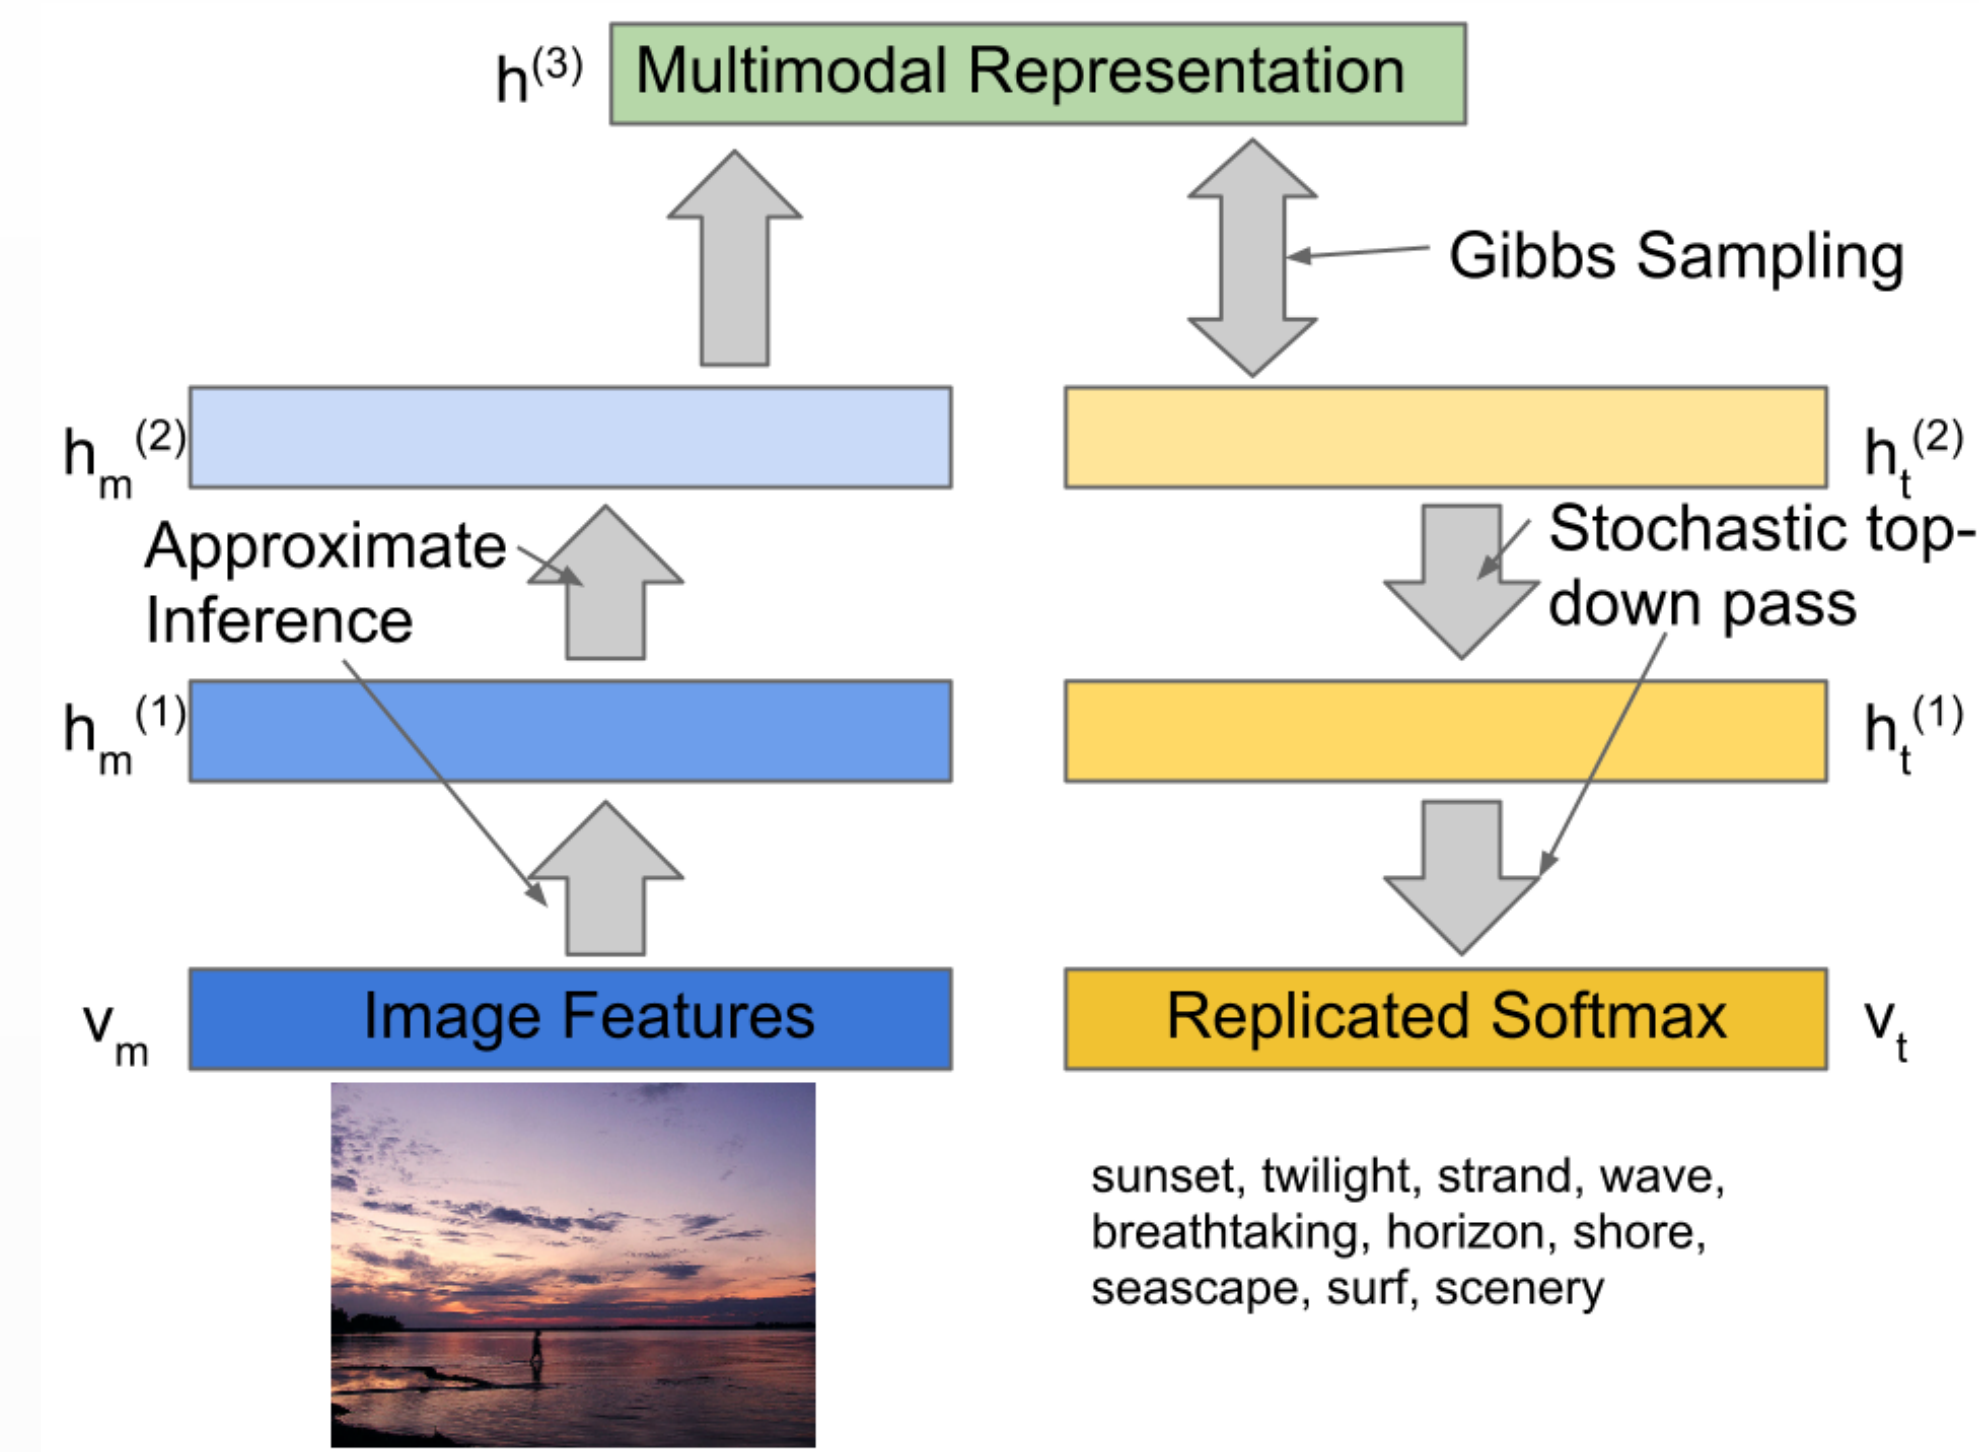 h(3) Multimodal Representation
Gibbs Sampling
hm(2)
ht(2)
Approximate
Inference
Stochastic top-
down pass
hm(1)
ht(1)
vm Image Features
Replicated Softmax vt
sunset, twilight, strand, wave,
breathtaking, horizon, shore,
seascape, surf, scenery